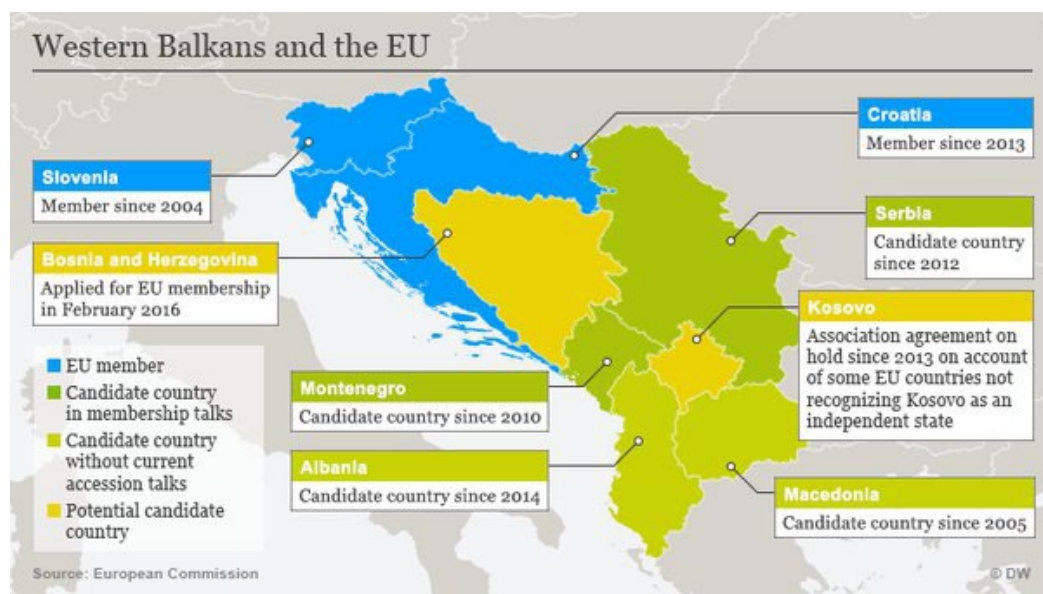 Western Balkans and the EU
Croatia
Member since 2013
Slovenia
Member since 2004
Serbia
Candidate country
since 2012
Bosnia and Herzegovina
Applied for EU membership
in February 2016
Kosovo
Association agreement on
hold since 2013 on account
of some EU countries not
recognizing Kosovo as an
independent state
EU member
Candidate country
in membership talks
Candidate country
without current
accession talks
Potential candidate
country
Montenegro
Candidate country since 2010
Albania
Candidate country since 2014
Macedonia
Candidate country since 2005
Source: European Commission
© DW